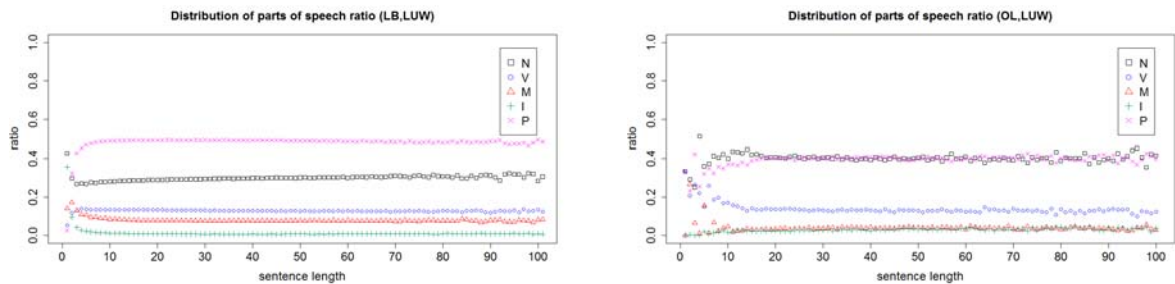 Distribution of parts of speech ratio (LB,LUW)
ratio
0.0 0.2 0.4 0.6 0.8 1.0
N
V
M
I
P
0 10 20 30 40 50 60 70 80 90 100
sentence length
Distribution of parts of speech ratio (OL,LUW)
ratio
0.0 0.2 0.4 0.6 0.8 1.0
N
V
M
I
P
0 10 20 30 40 50 60 70 80 90 100
sentence length